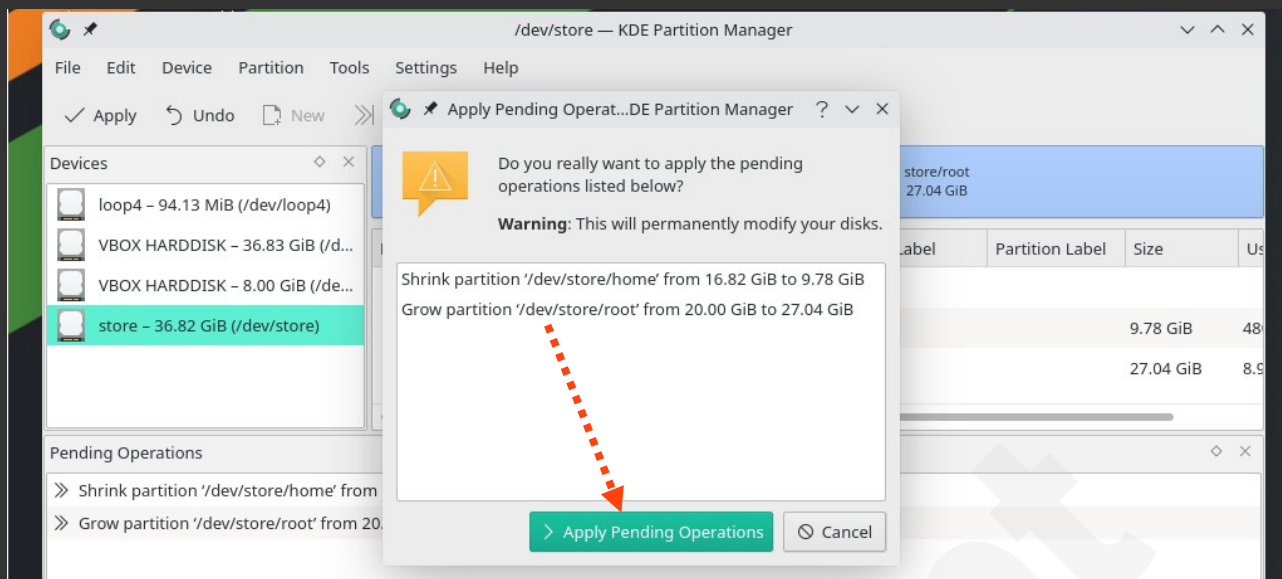 /dev/store — KDE Partition Manager
File Edit Device Partition Tools Settings Help
Apply Undo New
Apply Pending Operat...DE Partition Manager ?
Devices
loop4 – 94.13 MiB (/dev/loop4)
VBOX HARDDISK – 36.83 GiB (/d...
VBOX HARDDISK – 8.00 GiB (/de...
store – 36.82 GiB (/dev/store)
Do you really want to apply the pending
operations listed below?
Warning: This will permanently modify your disks.
Shrink partition ‘/dev/store/home’ from 16.82 GiB to 9.78 GiB
Grow partition ‘/dev/store/root’ from 20.00 GiB to 27.04 GiB
Apply Pending Operations Cancel
store/root
27.04 GiB
Label Partition Label Size
9.78 GiB
27.04 GiB 8.9
Pending Operations
Shrink partition ‘/dev/store/home’ from
Grow partition ‘/dev/store/root’ from 20.